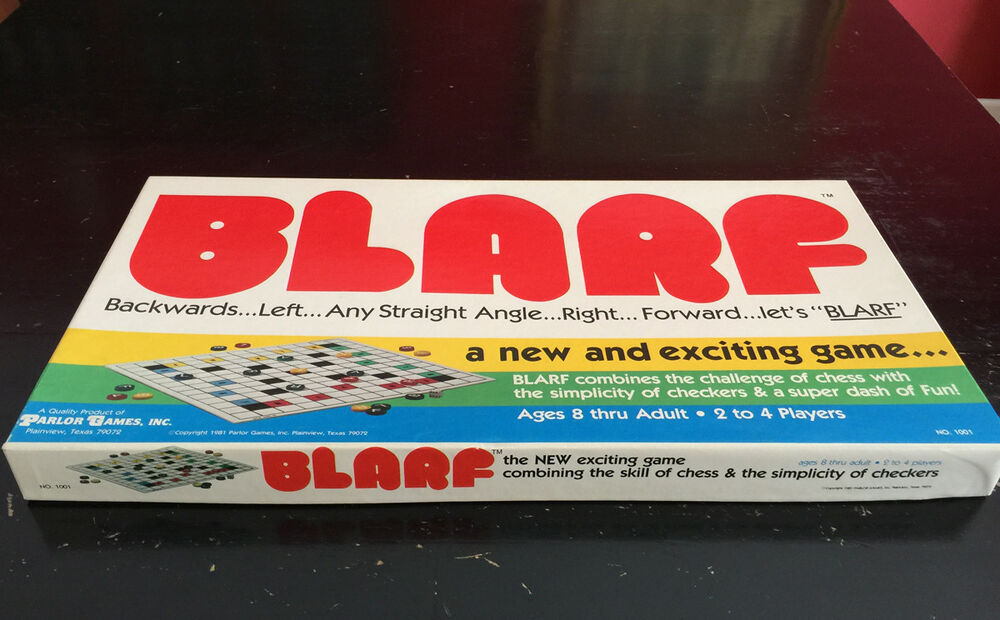 BLARF™
Backwards...Left...Any Straight Angle...Right...Forward...let's "BLARF"
a new and exciting game...
BLARF combines the challenge of chess with
the simplicity of checkers & a super dash of Fun!
Ages 8 thru Adult • 2 to 4 Players
A Quality Product of
PARLOR GAMES, INC.
Plainview, Texas 79072
©Copyright 1981 Parlor Games, Inc. Plainview, Texas 79072
NO. 1001
NO. 1001
BLARF™
the NEW exciting game
combining the skill of chess & the simplicity of checkers
ages 8 thru adult • 2 to 4 players